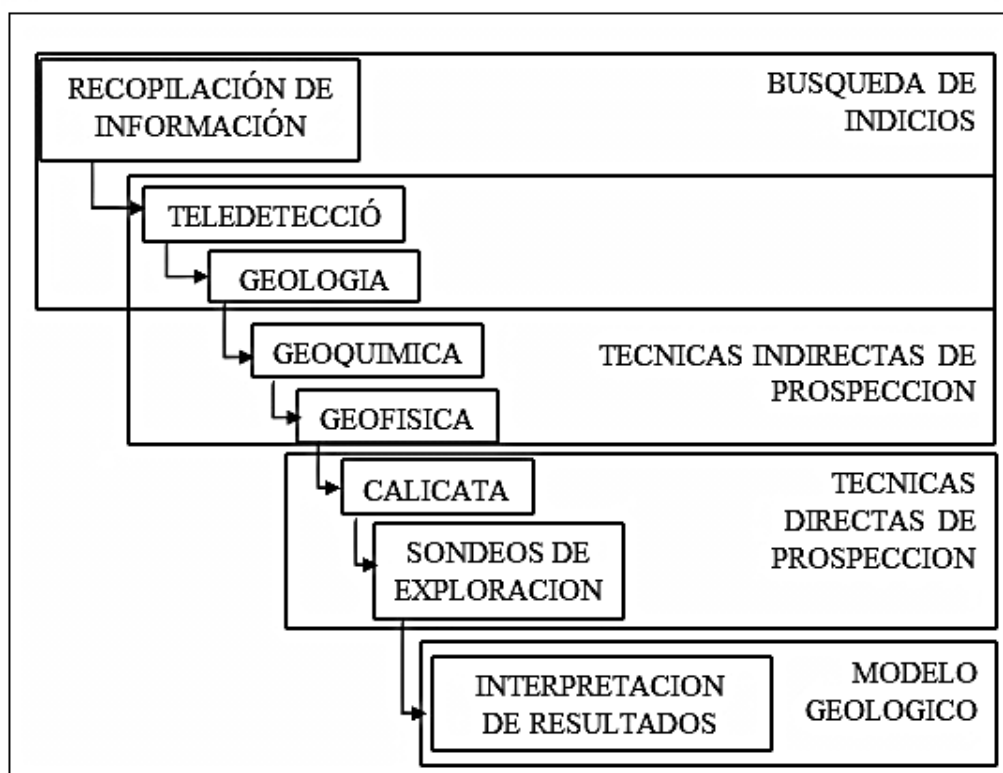 RECOPILACIÓN DE
INFORMACIÓN
BUSQUEDA DE
INDICIOS
TELEDETECCIÓ
GEOLOGIA
GEOQUIMICA
TECNICAS INDIRECTAS DE
PROSPECCION
GEOFISICA
CALICATA
TECNICAS
DIRECTAS DE
PROSPECCION
SONDEOS DE
EXPLORACION
INTERPRETACION
DE RESULTADOS
MODELO
GEOLOGICO